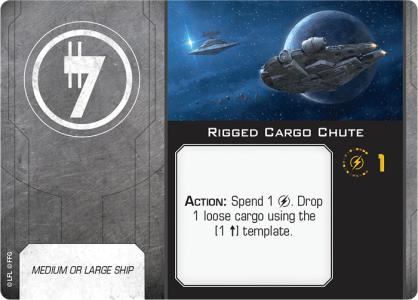 RIGGED CARGO CHUTE
1
ACTION: Spend 1 . Drop
1 loose cargo using the
[1 ⬆] template.
MEDIUM OR LARGE SHIP
© LFL © FFG